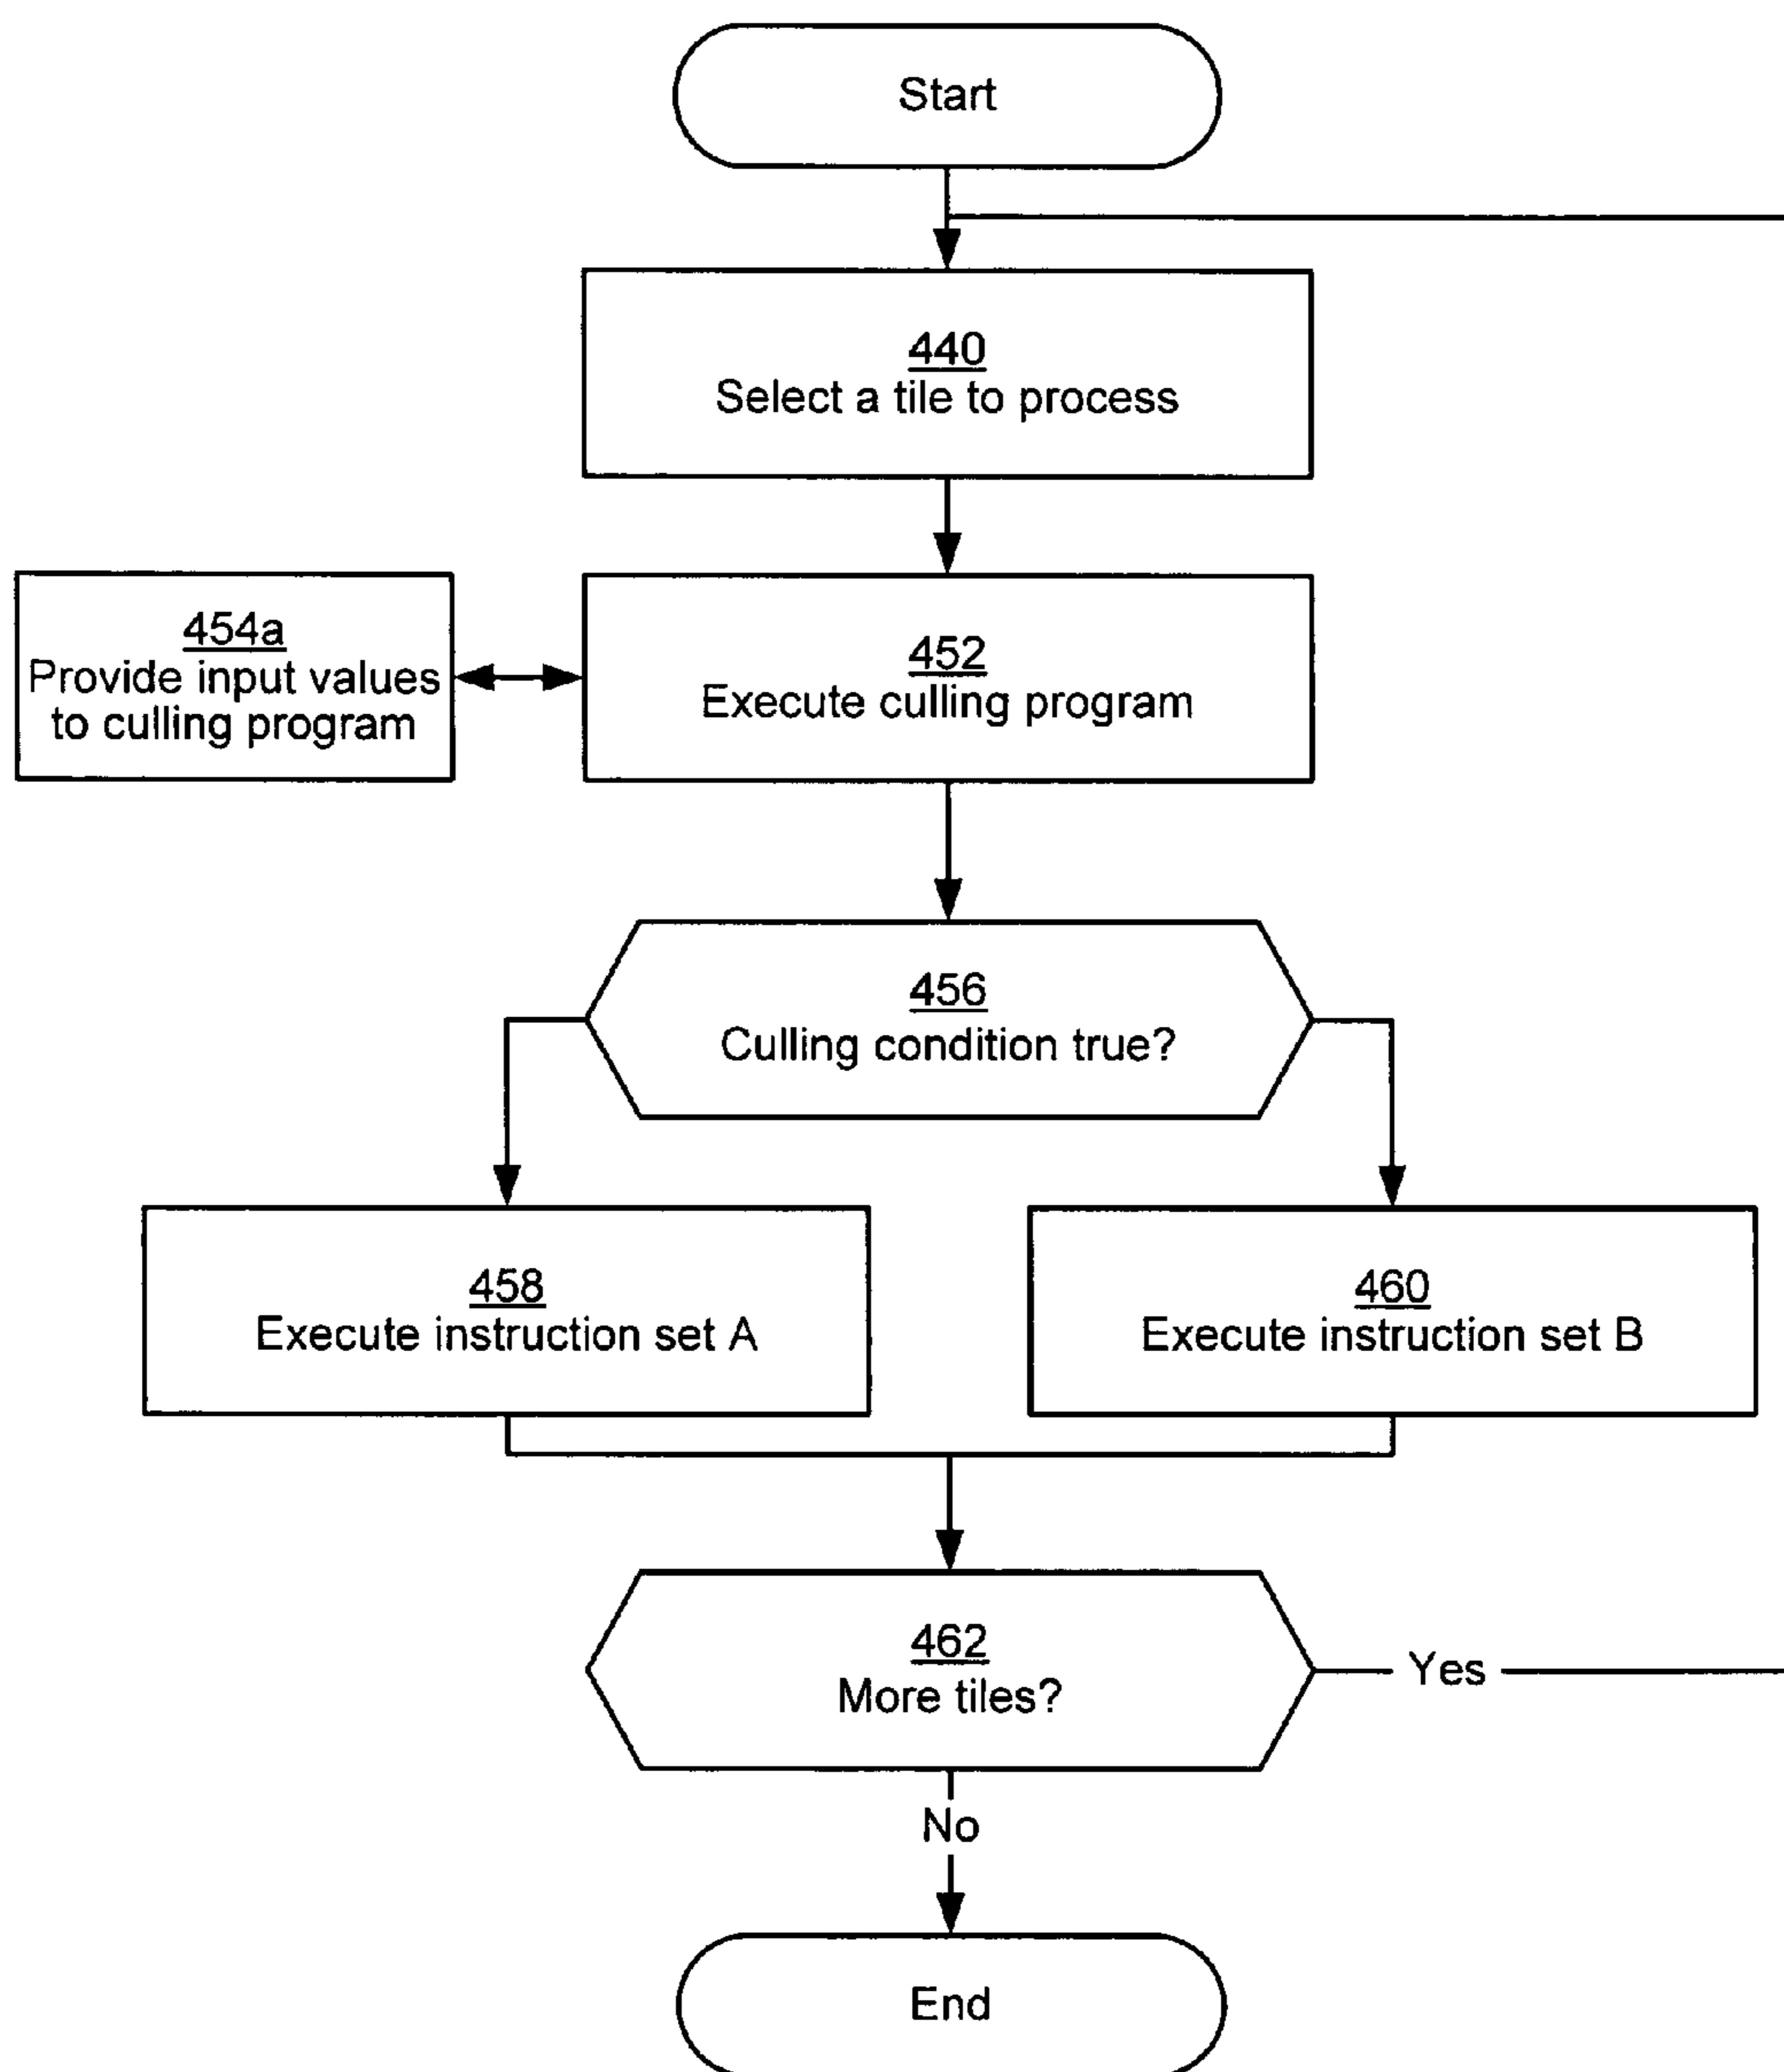 Start
440
Select a tile to process
454a
Provide input values
to culling program
452
Execute culling program
456
Culling condition true?
458
Execute instruction set A
460
Execute instruction set B
462
More tiles?
Yes
No
End